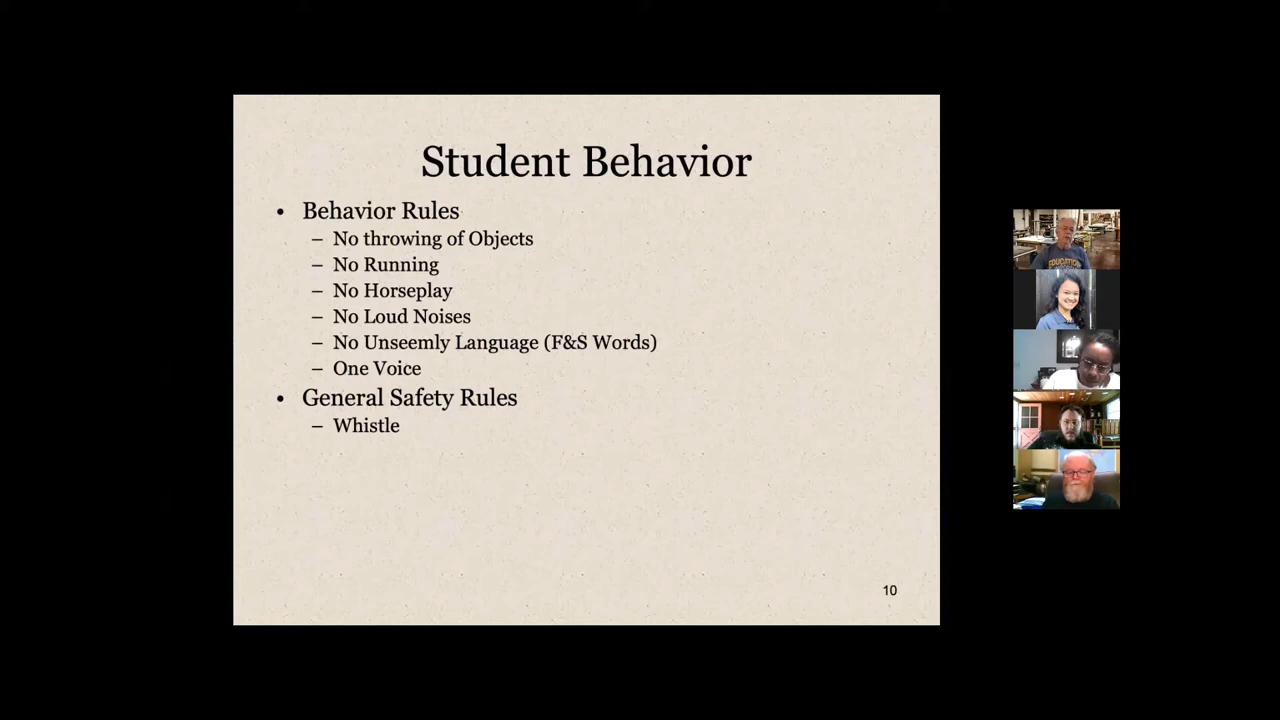 Student Behavior
• Behavior Rules
– No throwing of Objects
– No Running
– No Horseplay
– No Loud Noises
– No Unseemly Language (F&S Words)
– One Voice
• General Safety Rules
– Whistle
10
EDUCATION